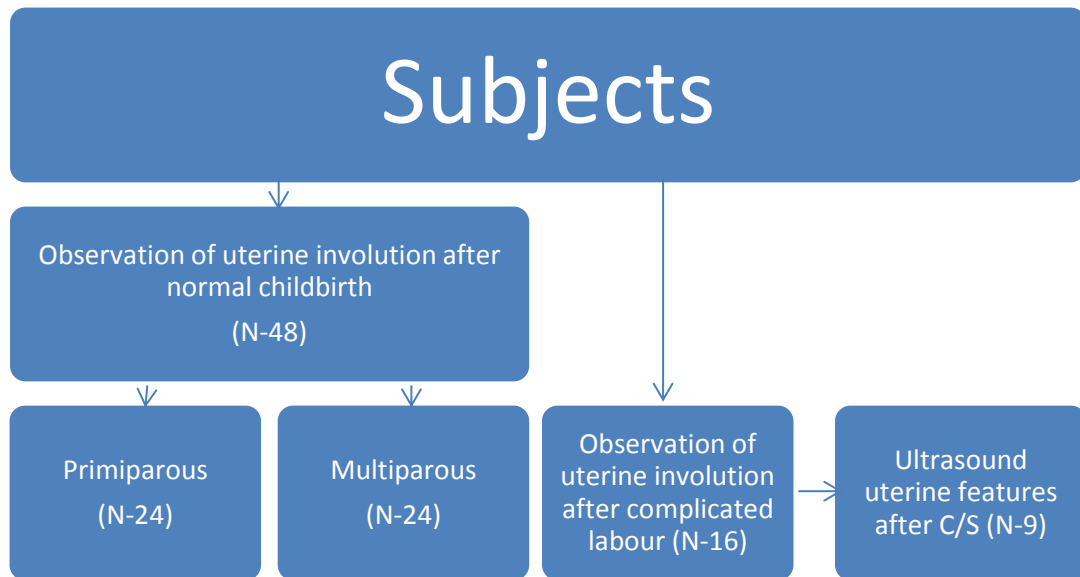 Subjects
Observation of uterine involution after
normal childbirth
(N-48)
Primiparous
(N-24)
Multiparous
(N-24)
Observation of
uterine involution
after complicated
labour (N-16)
Ultrasound
uterine features
after C/S (N-9)